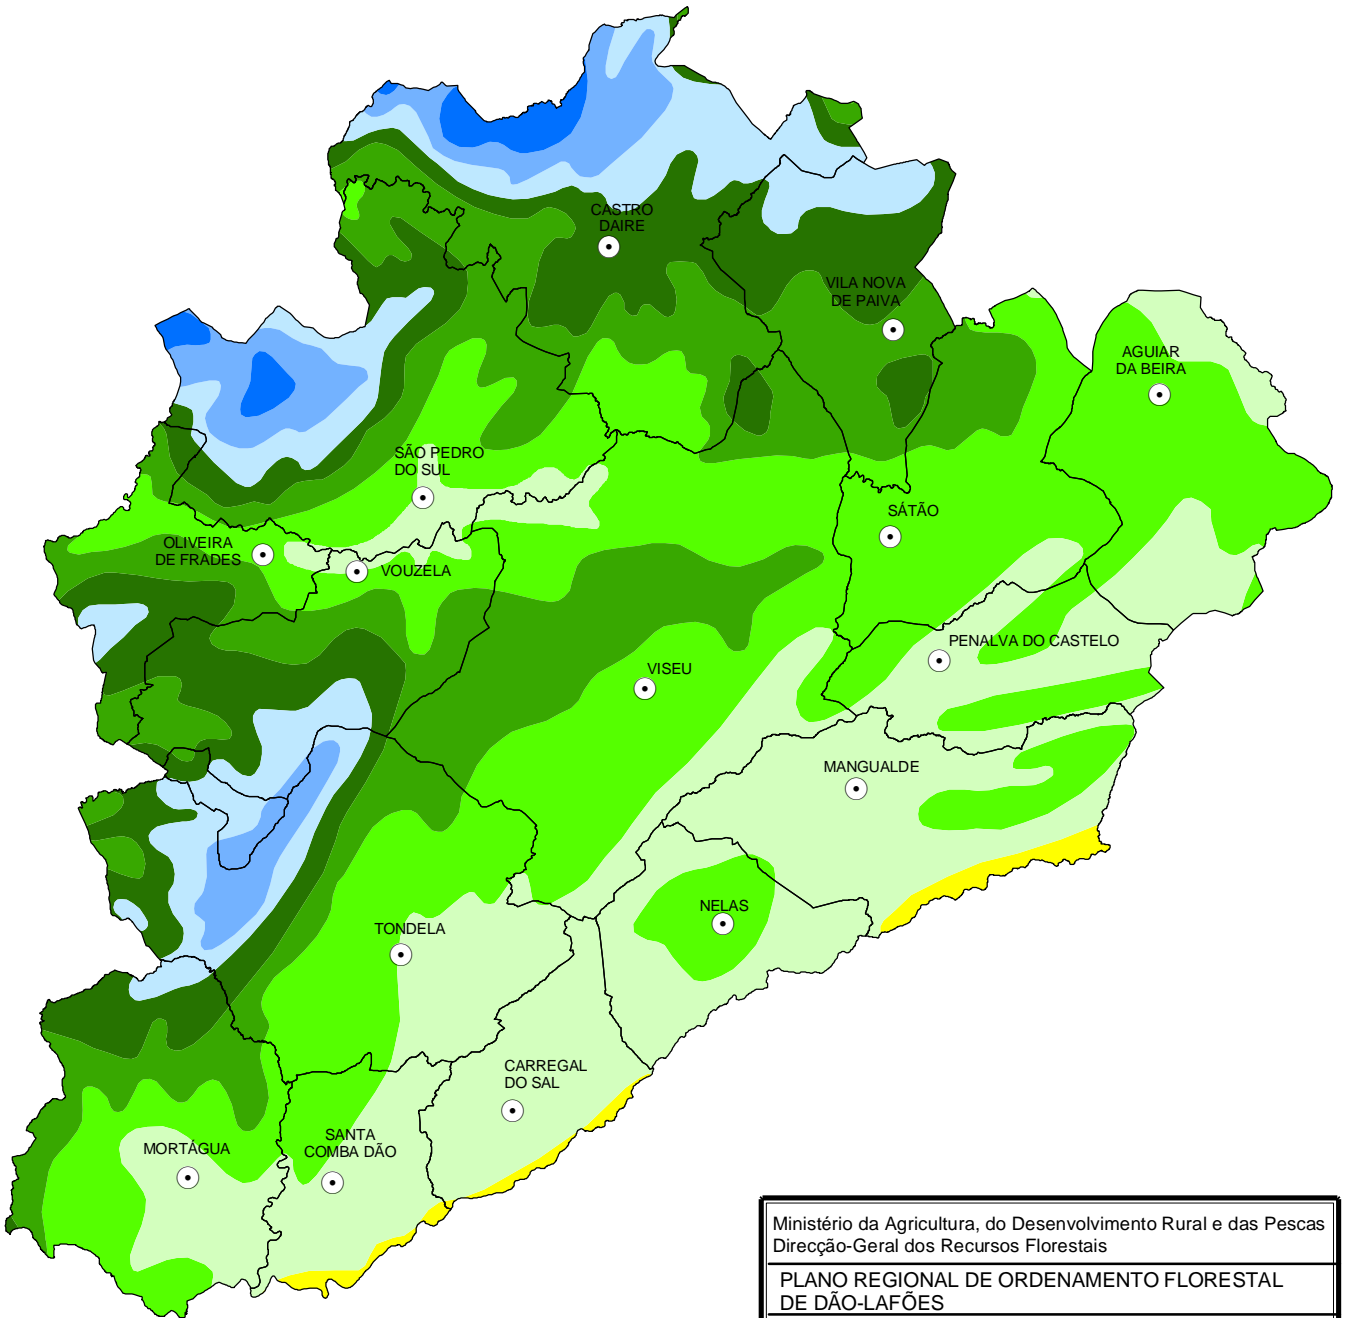 CASTRO
DAIRE
VILA NOVA
DE PAIVA
AGUIAR
DA BEIRA
SÃO PEDRO
DO SUL
SÁTÃO
OLIVEIRA
DE FRADES
VOUZELA
PENALVA DO CASTELO
VISEU
MANGUALDE
NELAS
TONDELA
CARREGAL
DO SAL
SANTA
COMBA DÃO
MORTÁGUA
Ministério da Agricultura, do Desenvolvimento Rural e das Pescas
Direcção-Geral dos Recursos Florestais
PLANO REGIONAL DE ORDENAMENTO FLORESTAL
DE DÃO-LAFÕES